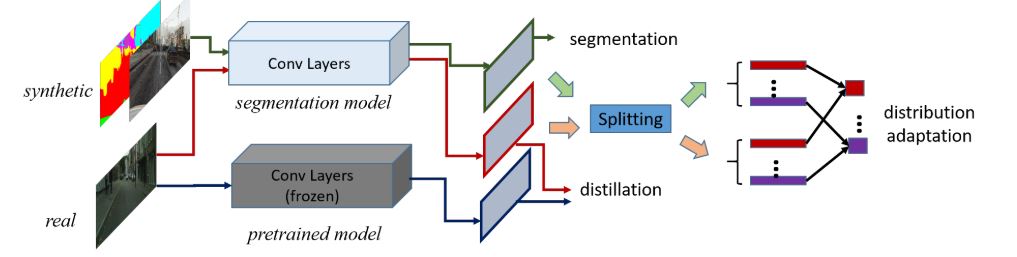 synthetic
Conv Layers
segmentation model
segmentation
Splitting
distribution
adaptation
real
Conv Layers
(frozen)
pretrained model
distillation